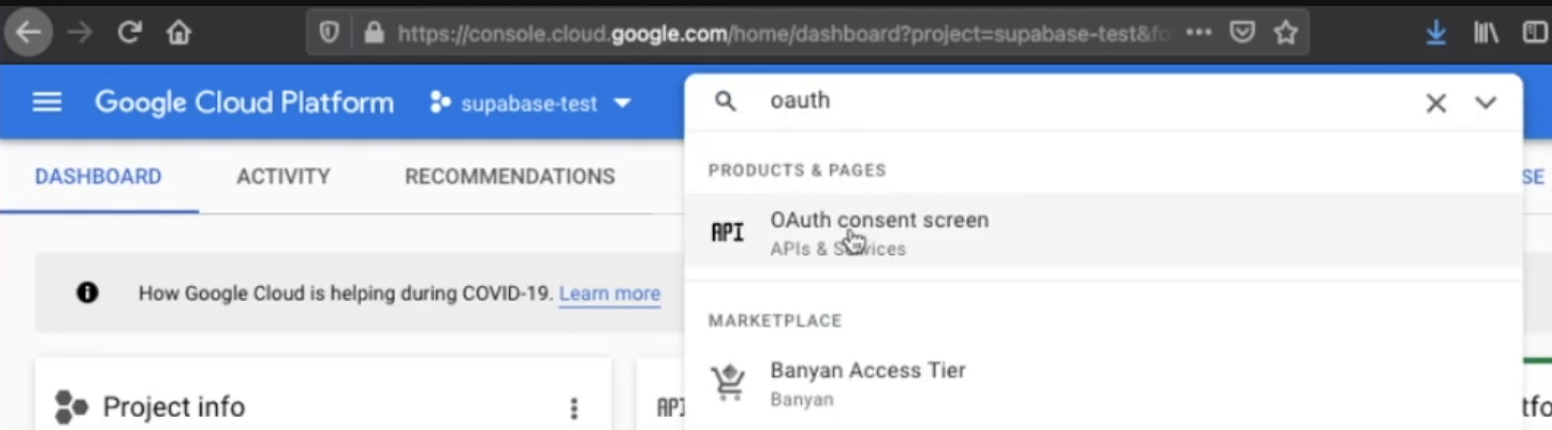 https://console.cloud.google.com/home/dashboard?project=supabase-test&fo
Google Cloud Platform
supabase-test
oauth
DASHBOARD
ACTIVITY
RECOMMENDATIONS
SE
PRODUCTS & PAGES
API
OAuth consent screen
APIs & Services
How Google Cloud is helping during COVID-19. Learn more
MARKETPLACE
Banyan Access Tier
Banyan
Project info
API
tfo